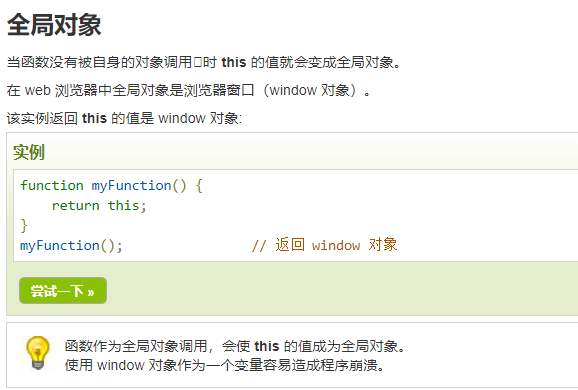 全局对象
当函数没有被自身的对象调用时 this 的值就会变成全局对象。
在 web 浏览器中全局对象是浏览器窗口（window 对象）。
该实例返回 this 的值是 window 对象:
实例
function myFunction() {
    return this;
}
myFunction();                // 返回 window 对象
尝试一下 »
函数作为全局对象调用，会使 this 的值成为全局对象。
使用 window 对象作为一个变量容易造成程序崩溃。